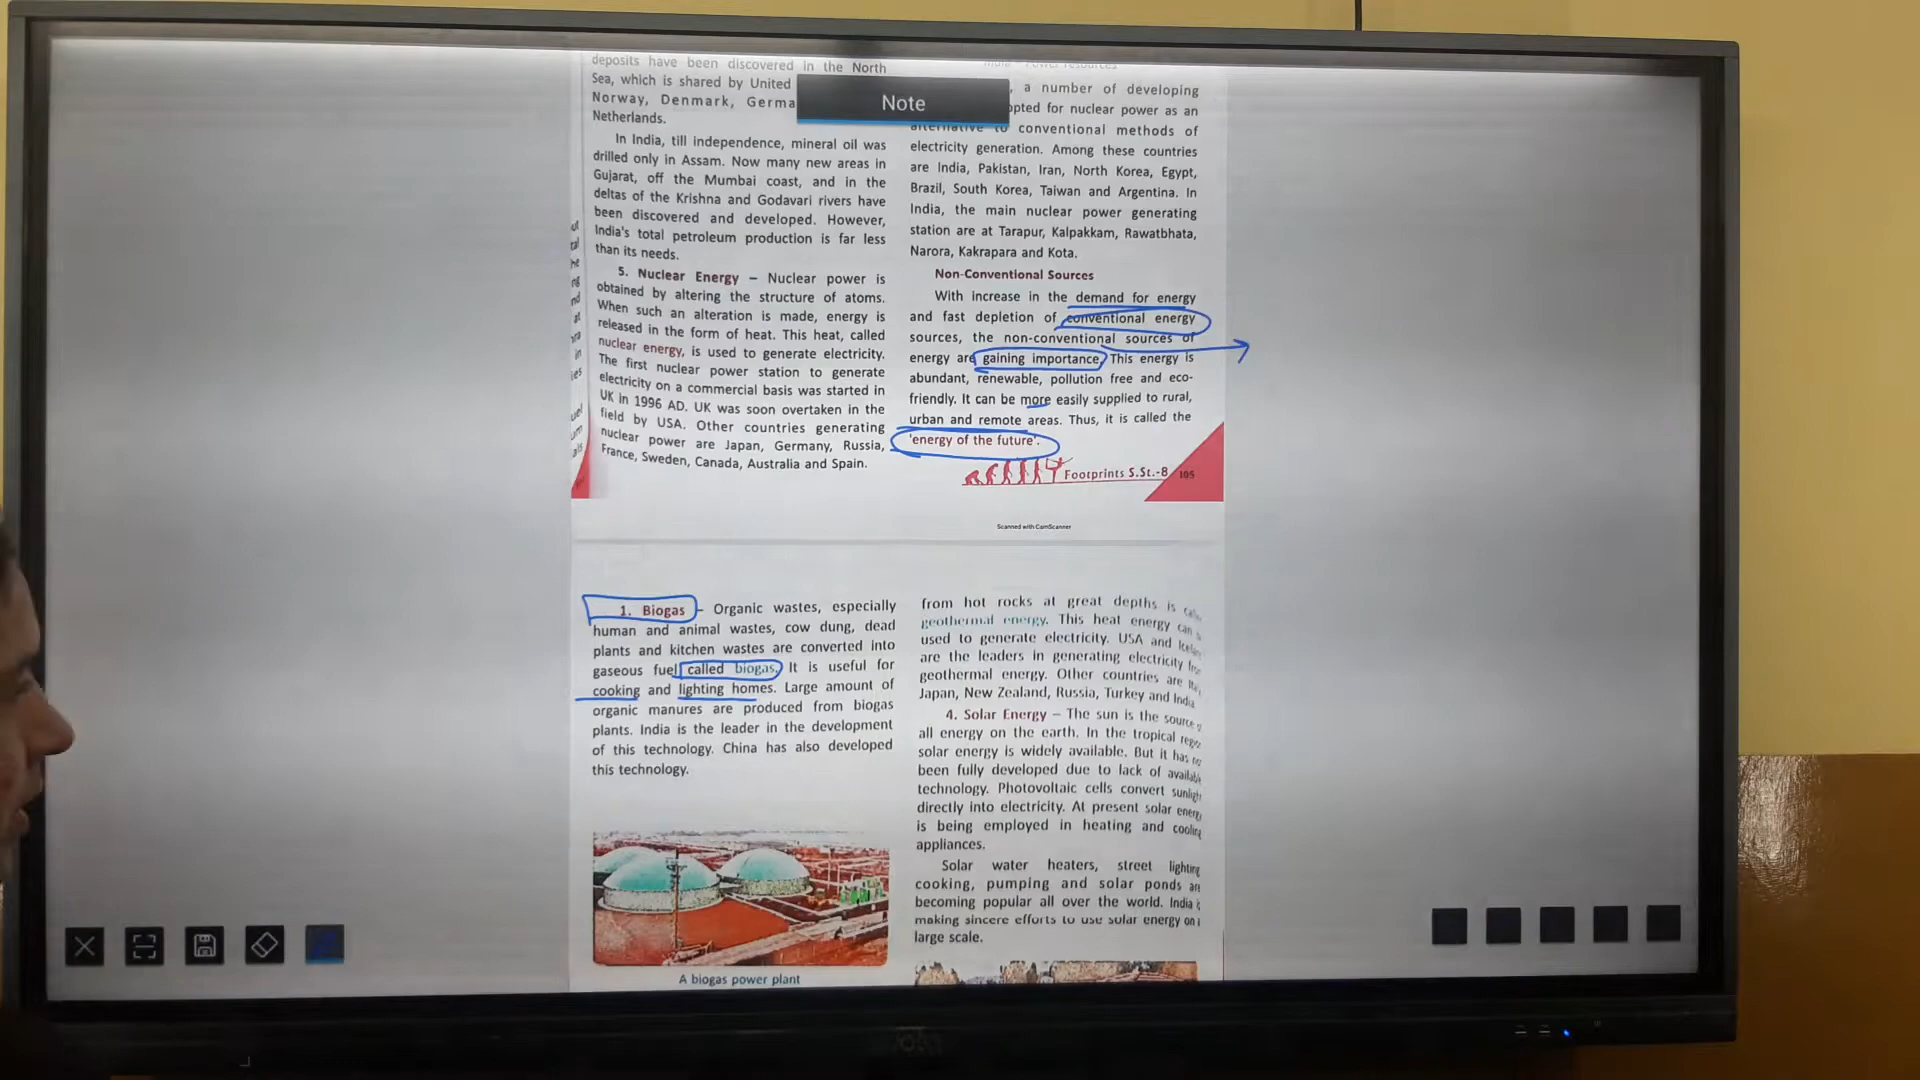 deposits have been discovered in the North
Sea, which is shared by United
Norway, Denmark, Germa
Netherlands.
In India, till independence, mineral oil was
drilled only in Assam. Now many new areas in
Gujarat, off the Mumbai coast, and in the
deltas of the Krishna and Godavari rivers have
been discovered and developed. However,
India's total petroleum production is far less
than its needs.
5. Nuclear Energy – Nuclear power is
obtained by altering the structure of atoms.
When such an alteration is made, energy is
released in the form of heat. This heat, called
nuclear energy, is used to generate electricity.
The first nuclear power station to generate
electricity on a commercial basis was started in
UK in 1996 AD. UK was soon overtaken in the
field by USA. Other countries generating
nuclear power are Japan, Germany, Russia,
France, Sweden, Canada, Australia and Spain.
Note
India - Power resources
, a number of developing
opted for nuclear power as an
alternative to conventional methods of
electricity generation. Among these countries
are India, Pakistan, Iran, North Korea, Egypt,
Brazil, South Korea, Taiwan and Argentina. In
India, the main nuclear power generating
station are at Tarapur, Kalpakkam, Rawatbhata,
Narora, Kakrapara and Kota.
Non-Conventional Sources
With increase in the demand for energy
and fast depletion of conventional energy
sources, the non-conventional sources of
energy are gaining importance. This energy is
abundant, renewable, pollution free and eco-
friendly. It can be more easily supplied to rural,
urban and remote areas. Thus, it is called the
'energy of the future'.
Footprints S.St.-8 105
Scanned with CamScanner
1. Biogas – Organic wastes, especially
human and animal wastes, cow dung, dead
plants and kitchen wastes are converted into
gaseous fuel called biogas. It is useful for
cooking and lighting homes. Large amount of
organic manures are produced from biogas
plants. India is the leader in the development
of this technology. China has also developed
this technology.
A biogas power plant
from hot rocks at great depths is
geothermal energy. This heat energy can
used to generate electricity. USA and
are the leaders in generating electricity
geothermal energy. Other countries are
Japan, New Zealand, Russia, Turkey and India
4. Solar Energy – The sun is the source
all energy on the earth. In the tropical
solar energy is widely available. But it has
been fully developed due to lack of
technology. Photovoltaic cells convert
directly into electricity. At present solar
is being employed in heating and cooling
appliances.
Solar water heaters, street lighting
cooking, pumping and solar ponds are
becoming popular all over the world. India
making sincere efforts to use solar energy on
large scale.